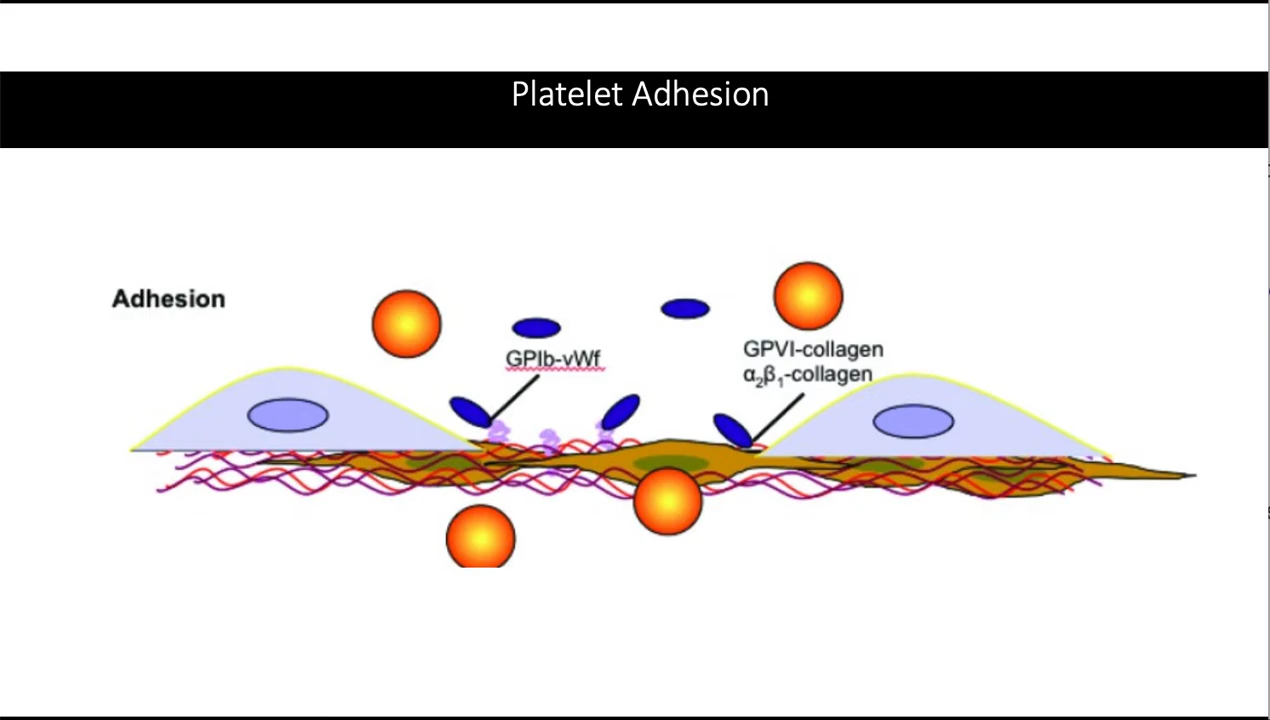 Platelet Adhesion
Adhesion
GPIb-vWf
GPVI-collagen
α₂β₁-collagen